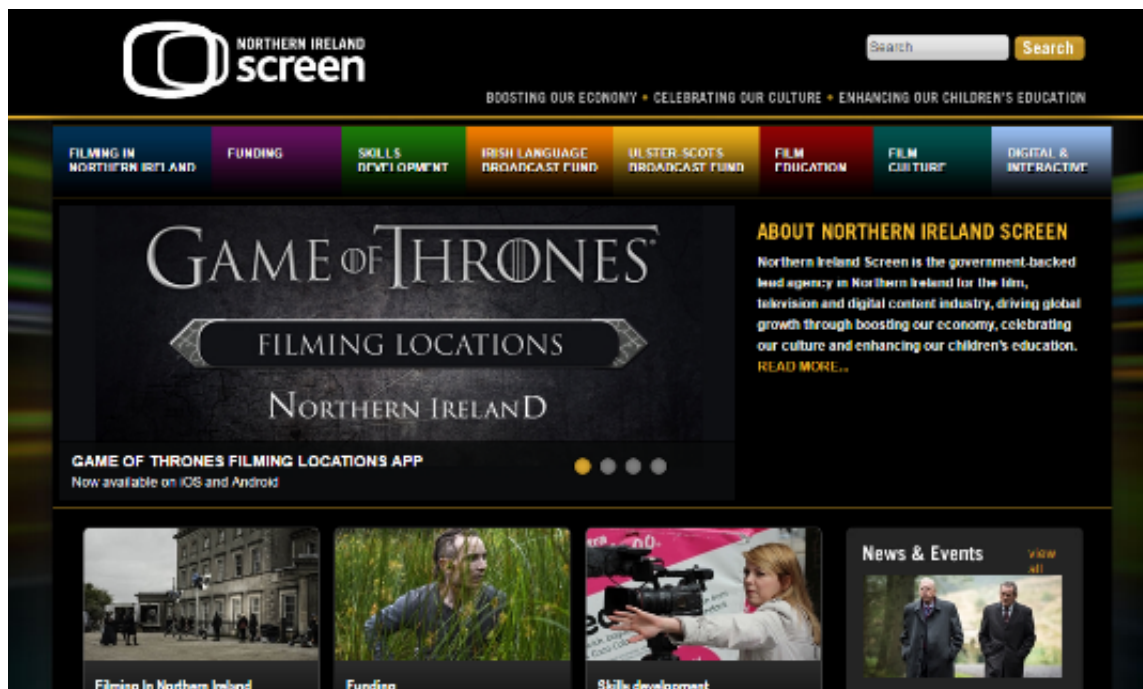 NORTHERN IRELAND
screen
Search
Search
BOOSTING OUR ECONOMY • CELEBRATING OUR CULTURE • ENHANCING OUR CHILDREN'S EDUCATION
FILMING IN
NORTHERN IRELAND
FUNDING
SKILLS
DEVELOPMENT
IRISH LANGUAGE
BROADCAST FUND
ULSTER-SCOTS
BROADCAST FUND
FILM
EDUCATION
FILM
CULTURE
DIGITAL &
INTERACTIVE
GAME OF THRONES
FILMING LOCATIONS
NORTHERN IRELAND
GAME OF THRONES FILMING LOCATIONS APP
Now available on iOS and Android
ABOUT NORTHERN IRELAND SCREEN
Northern Ireland Screen is the government-backed
lead agency in Northern Ireland for the film,
television and digital content industry, driving global
growth through boosting our economy, celebrating
our culture and enhancing our children's education.
READ MORE...
Filming In Northern Ireland
Funding
Skills development
News & Events
view
all